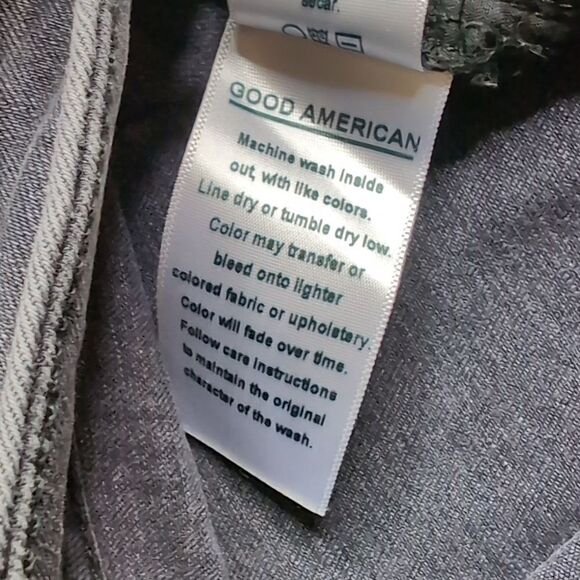 secar.
GOOD AMERICAN
Machine wash inside
out, with like colors.
Line dry or tumble dry low.
Color may transfer or
bleed onto lighter
colored fabric or upholstery.
Color will fade over time.
Follow care instructions
to maintain the original
character of the wash.